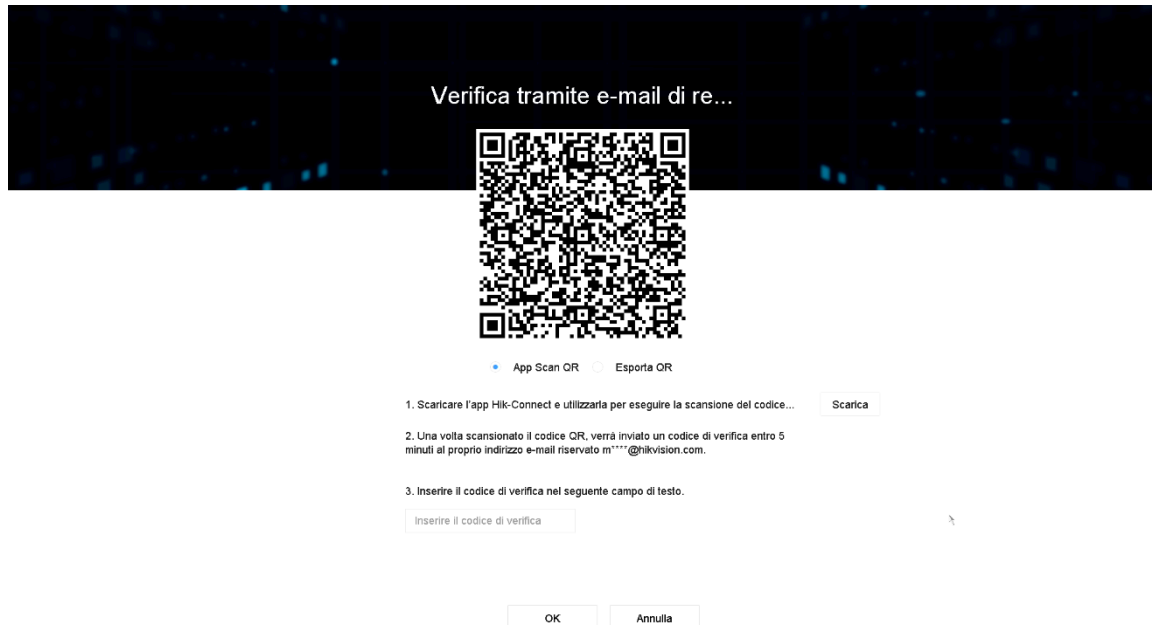 Verifica tramite e-mail di re...
App Scan QR
Esporta QR
1. Scaricare l'app Hik-Connect e utilizzarla per eseguire la scansione del codice...
Scarica
2. Una volta scansionato il codice QR, verrà inviato un codice di verifica entro 5
minuti al proprio indirizzo e-mail riservato m****@hikvision.com.
3. Inserire il codice di verifica nel seguente campo di testo.
Inserire il codice di verifica
OK
Annulla